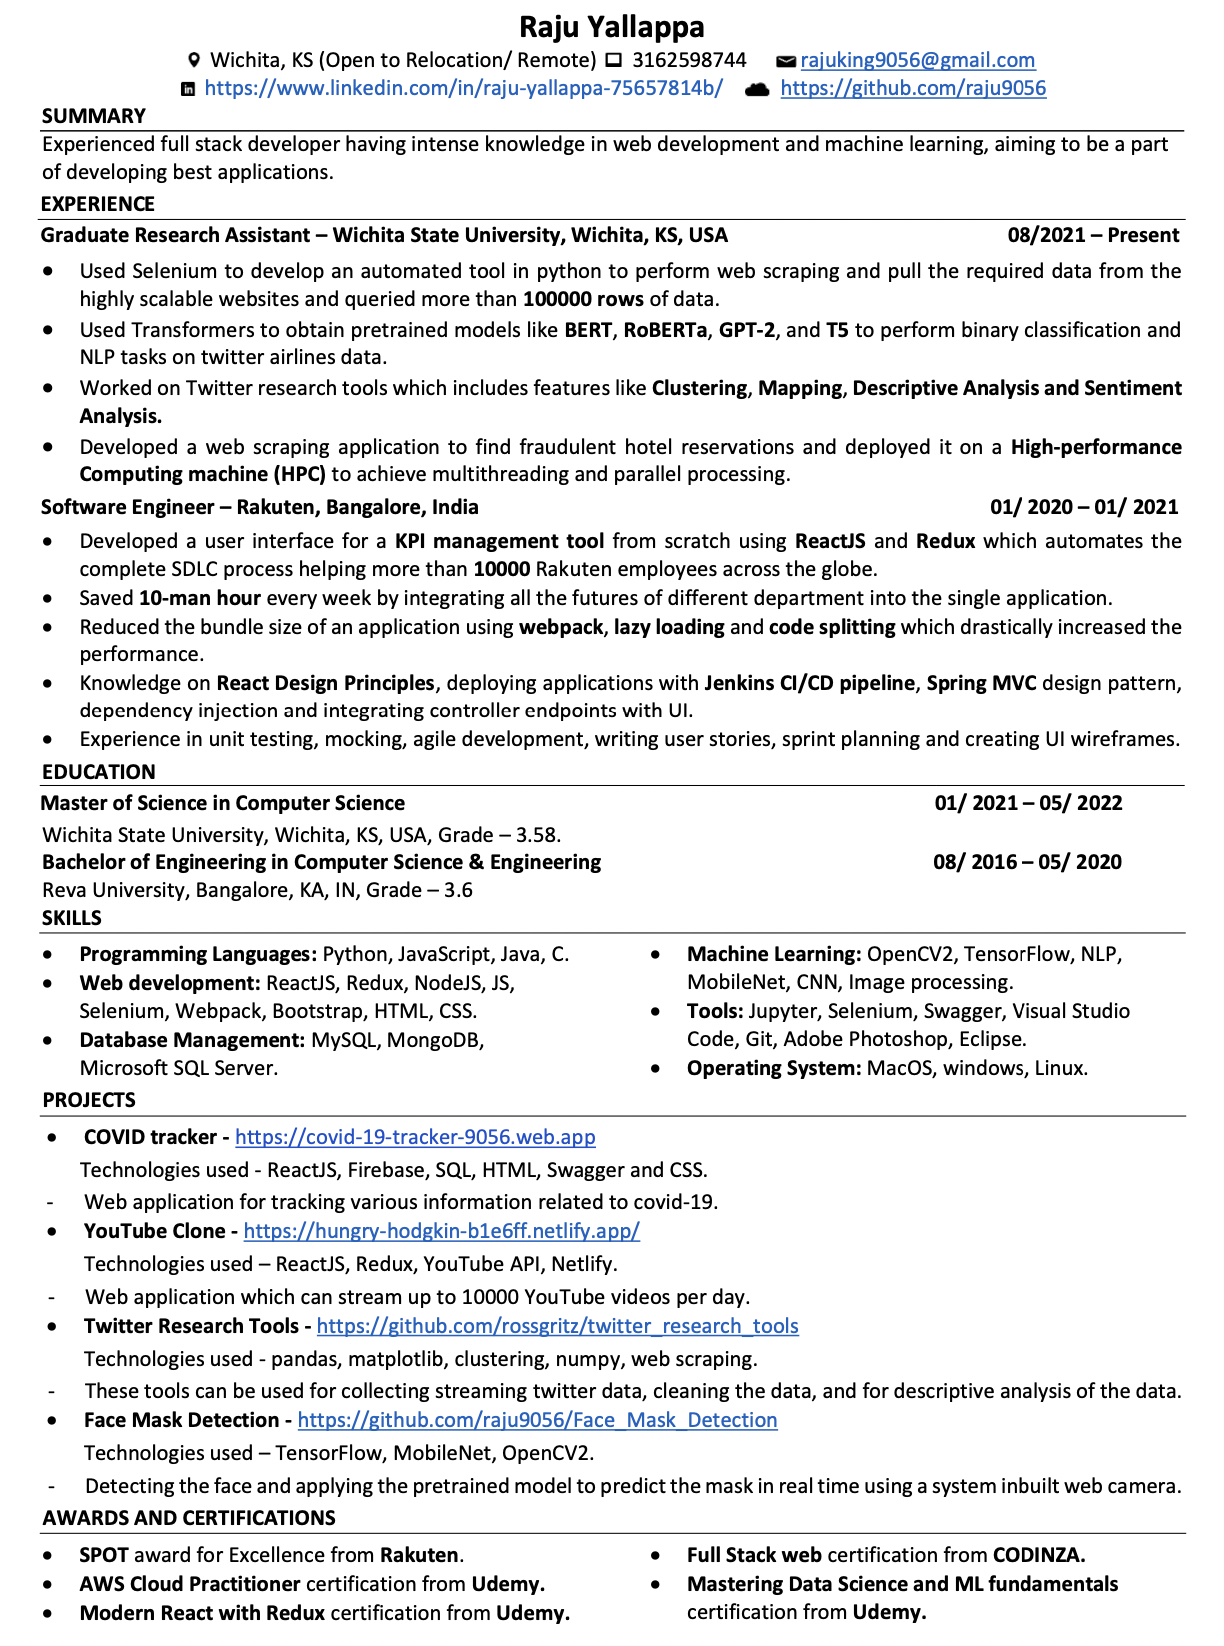 Raju Yallappa
Wichita, KS (Open to Relocation/ Remote) 3162598744 rajuking9056@gmail.com
https://www.linkedin.com/in/raju-yallappa-75657814b/ https://github.com/raju9056
SUMMARY
Experienced full stack developer having intense knowledge in web development and machine learning, aiming to be a part
of developing best applications.
EXPERIENCE
Graduate Research Assistant – Wichita State University, Wichita, KS, USA 08/2021 – Present
• Used Selenium to develop an automated tool in python to perform web scraping and pull the required data from the
highly scalable websites and queried more than 100000 rows of data.
• Used Transformers to obtain pretrained models like BERT, RoBERTa, GPT-2, and T5 to perform binary classification and
NLP tasks on twitter airlines data.
• Worked on Twitter research tools which includes features like Clustering, Mapping, Descriptive Analysis and Sentiment
Analysis.
• Developed a web scraping application to find fraudulent hotel reservations and deployed it on a High-performance
Computing machine (HPC) to achieve multithreading and parallel processing.
Software Engineer – Rakuten, Bangalore, India 01/ 2020 – 01/ 2021
• Developed a user interface for a KPI management tool from scratch using ReactJS and Redux which automates the
complete SDLC process helping more than 10000 Rakuten employees across the globe.
• Saved 10-man hour every week by integrating all the futures of different department into the single application.
• Reduced the bundle size of an application using webpack, lazy loading and code splitting which drastically increased the
performance.
• Knowledge on React Design Principles, deploying applications with Jenkins CI/CD pipeline, Spring MVC design pattern,
dependency injection and integrating controller endpoints with UI.
• Experience in unit testing, mocking, agile development, writing user stories, sprint planning and creating UI wireframes.
EDUCATION
Master of Science in Computer Science 01/ 2021 – 05/ 2022
Wichita State University, Wichita, KS, USA, Grade – 3.58.
Bachelor of Engineering in Computer Science & Engineering 08/ 2016 – 05/ 2020
Reva University, Bangalore, KA, IN, Grade – 3.6
SKILLS
• Programming Languages: Python, JavaScript, Java, C.
• Web development: ReactJS, Redux, NodeJS, JS,
Selenium, Webpack, Bootstrap, HTML, CSS.
• Database Management: MySQL, MongoDB,
Microsoft SQL Server.
• Machine Learning: OpenCV2, TensorFlow, NLP,
MobileNet, CNN, Image processing.
• Tools: Jupyter, Selenium, Swagger, Visual Studio
Code, Git, Adobe Photoshop, Eclipse.
• Operating System: MacOS, windows, Linux.
PROJECTS
• COVID tracker - https://covid-19-tracker-9056.web.app
Technologies used - ReactJS, Firebase, SQL, HTML, Swagger and CSS.
- Web application for tracking various information related to covid-19.
• YouTube Clone - https://hungry-hodgkin-b1e6ff.netlify.app/
Technologies used – ReactJS, Redux, YouTube API, Netlify.
- Web application which can stream up to 10000 YouTube videos per day.
• Twitter Research Tools - https://github.com/rossgritz/twitter_research_tools
Technologies used - pandas, matplotlib, clustering, numpy, web scraping.
- These tools can be used for collecting streaming twitter data, cleaning the data, and for descriptive analysis of the data.
• Face Mask Detection - https://github.com/raju9056/Face_Mask_Detection
Technologies used – TensorFlow, MobileNet, OpenCV2.
- Detecting the face and applying the pretrained model to predict the mask in real time using a system inbuilt web camera.
AWARDS AND CERTIFICATIONS
• SPOT award for Excellence from Rakuten.
• AWS Cloud Practitioner certification from Udemy.
• Modern React with Redux certification from Udemy.
• Full Stack web certification from CODINZA.
• Mastering Data Science and ML fundamentals
certification from Udemy.